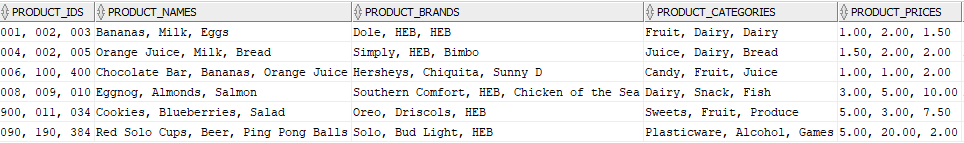 PRODUCT_IDS PRODUCT_NAMES PRODUCT_BRANDS PRODUCT_CATEGORIES PRODUCT_PRICES
001, 002, 003 Bananas, Milk, Eggs Dole, HEB, HEB Fruit, Dairy, Dairy 1.00, 2.00, 1.50
004, 002, 005 Orange Juice, Milk, Bread Simply, HEB, Bimbo Juice, Dairy, Bread 1.50, 2.00, 2.00
006, 100, 400 Chocolate Bar, Bananas, Orange Juice Hersheys, Chiquita, Sunny D Candy, Fruit, Juice 1.00, 1.00, 2.00
008, 009, 010 Eggnog, Almonds, Salmon Southern Comfort, HEB, Chicken of the Sea Dairy, Snack, Fish 3.00, 5.00, 10.00
900, 011, 034 Cookies, Blueberries, Salad Oreo, Driscols, HEB Sweets, Fruit, Produce 5.00, 3.00, 7.50
090, 190, 384 Red Solo Cups, Beer, Ping Pong Balls Solo, Bud Light, HEB Plasticware, Alcohol, Games 5.00, 20.00, 2.00